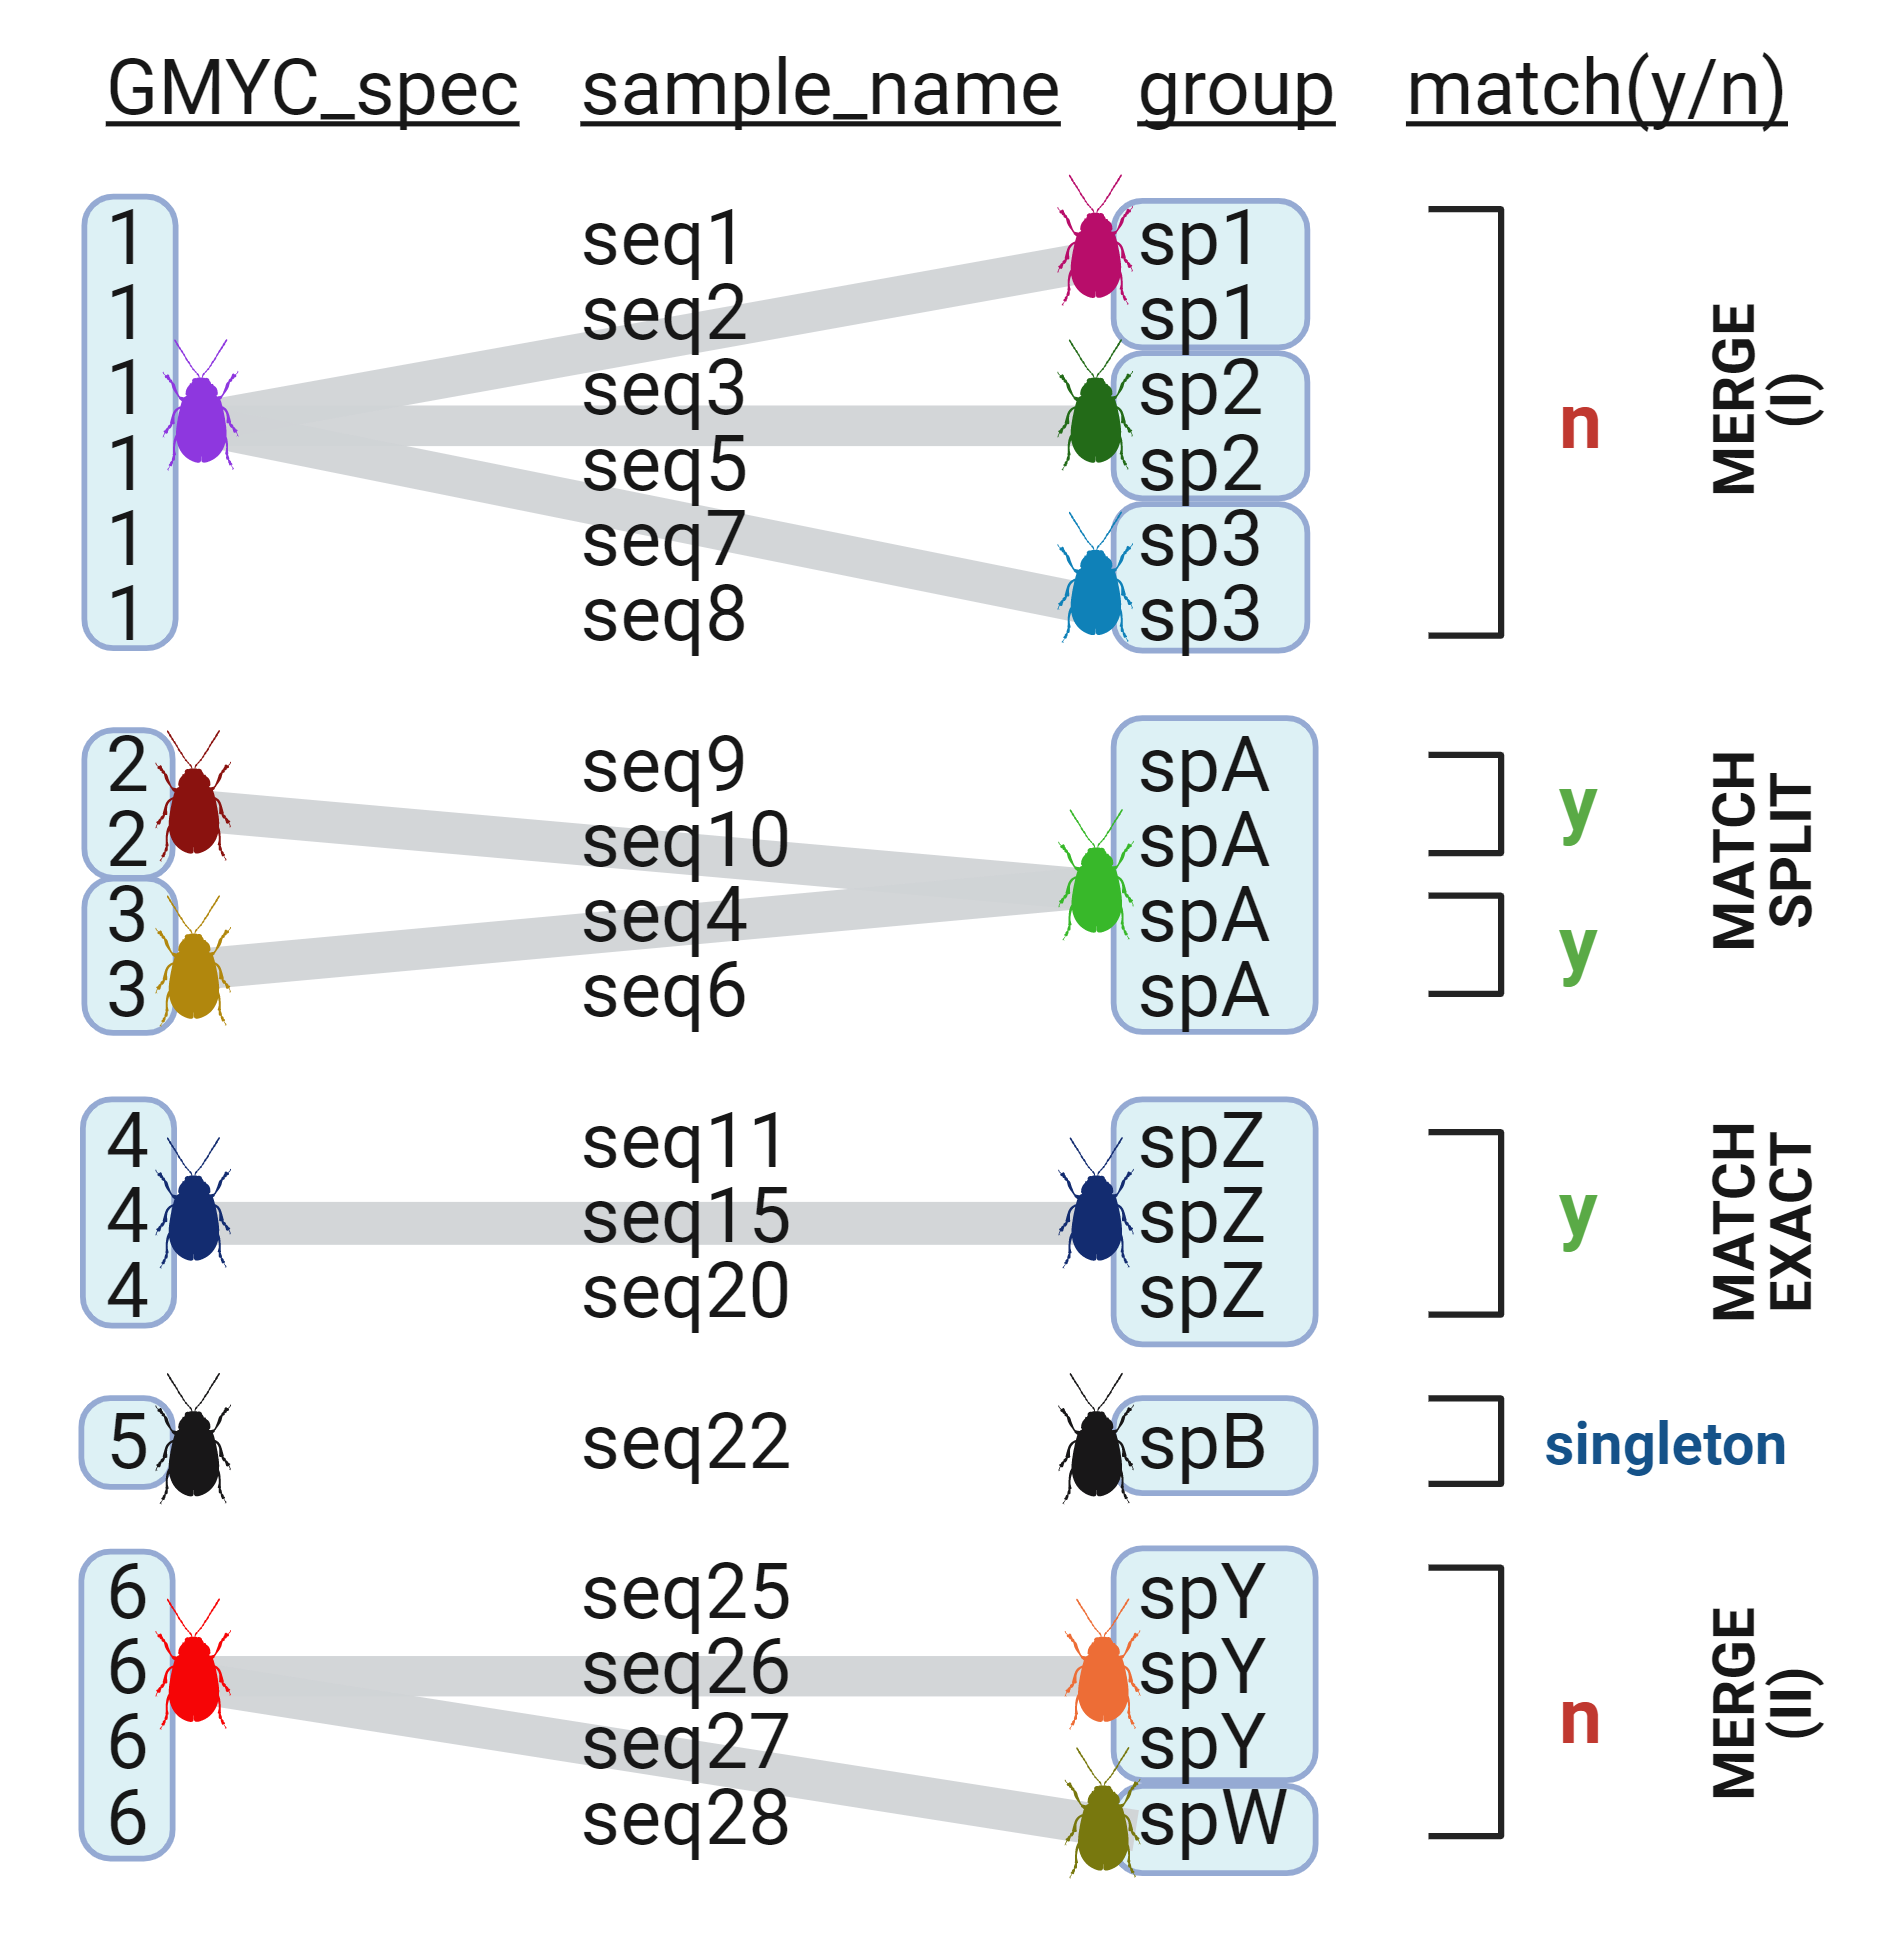 GMYC_spec sample_name group match(y/n)
1 seq1 sp1
1 seq2 sp1
1 seq3 sp2
1 seq5 sp2
1 seq7 sp3
1 seq8 sp3
n
MERGE
(I)
2 seq9 spA
2 seq10 spA
y
3 seq4 spA
3 seq6 spA
y
MATCH
SPLIT
4 seq11 spZ
4 seq15 spZ
4 seq20 spZ
y
MATCH
EXACT
5 seq22 spB singleton
6 seq25 spY
6 seq26 spY
6 seq27 spY
6 seq28 spW
n
MERGE
(II)